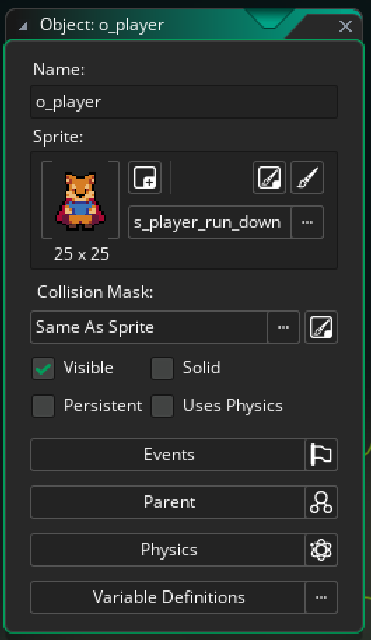 Object: o_player
Name:
o_player
Sprite:
s_player_run_down
25 x 25
Collision Mask:
Same As Sprite
Visible Solid
Persistent Uses Physics
Events
Parent
Physics
Variable Definitions